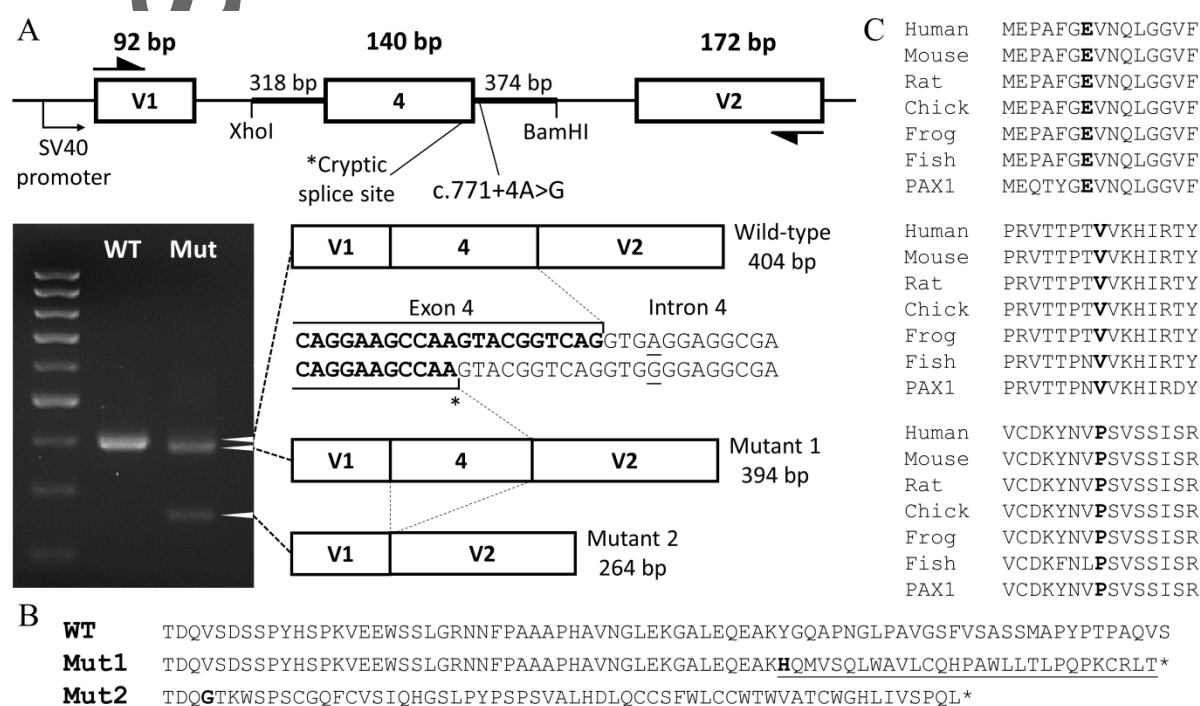 A
92 bp
140 bp
172 bp
V1
318 bp
4
374 bp
V2
XhoI
BamHI
SV40
promoter
*Cryptic
splice site
c.771+4A>G
WT Mut
V1 4 V2
Wild-type
404 bp
Exon 4
Intron 4
CAGGAAGCCAAGTACGGTCAGGTGAGGAGGCGA
CAGGAAGCCAAGTACGGTCAGGTGGGGAGGCGA
*
V1 4 V2
Mutant 1
394 bp
V1 V2
Mutant 2
264 bp
B
WT TDQVSDSSPYHSPKVEEWSSLGRNNFPAAAPHAVNGLEKGALEQEAKYGQAPNGLPAVGSFVSASSMAPYPTPAQVS
Mut1 TDQVSDSSPYHSPKVEEWSSLGRNNFPAAAPHAVNGLEKGALEQEAKHQMVSQLWAVLCQHPAWLLTLPQPKCRLT*
Mut2 TDQGTKWSPSCGQFCVSIQHGSLPYPSPSVALHDLQCCSFWLCCWTWVATCWGHLIVSPQL*
C
Human MEPAFGEVNQLGGVF
Mouse MEPAFGEVNQLGGVF
Rat MEPAFGEVNQLGGVF
Chick MEPAFGEVNQLGGVF
Frog MEPAFGEVNQLGGVF
Fish MEPAFGEVNQLGGVF
PAX1 MEQTYGEVNQLGGVF
Human PRVTTPTVVKHIRTY
Mouse PRVTTPTVVKHIRTY
Rat PRVTTPTVVKHIRTY
Chick PRVTTPTVVKHIRTY
Frog PRVTTPTVVKHIRTY
Fish PRVTTPNVVKHIRTY
PAX1 PRVTTPNVVKHIRDY
Human VCDKYNVPSVSSISR
Mouse VCDKYNVPSVSSISR
Rat VCDKYNVPSVSSISR
Chick VCDKYNVPSVSSISR
Frog VCDKYNVPSVSSISR
Fish VCDKFNLPSVSSISR
PAX1 VCDKYNVPSVSSISR